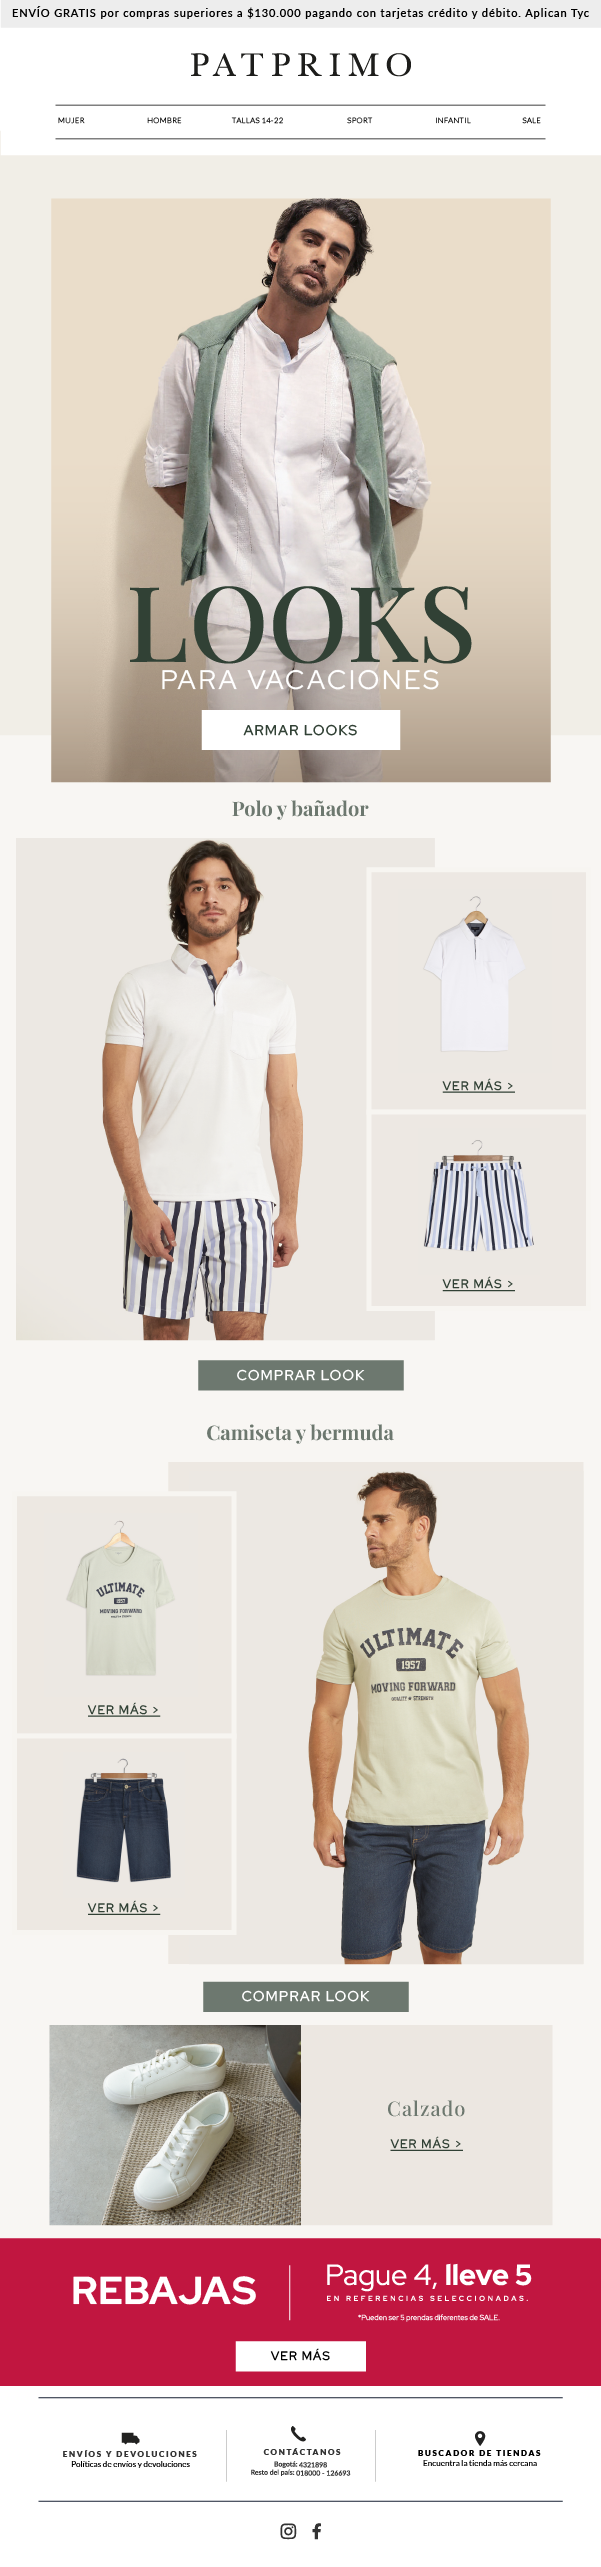 ENVÍO GRATIS por compras superiores a $130.000 pagando con tarjetas crédito y débito. Aplican Tyc
PATPRIMO
MUJER HOMBRE TALLAS 14-22 SPORT INFANTIL SALE
LOOKS
PARA VACACIONES
ARMAR LOOKS
Polo y bañador
VER MÁS >
VER MÁS >
COMPRAR LOOK
Camiseta y bermuda
ULTIMATE
1957
MOVING FORWARD
VER MÁS >
ULTIMATE
1957
MOVING FORWARD
QUALITY ★ STRENGTH
VER MÁS >
COMPRAR LOOK
Calzado
VER MÁS >
REBAJAS
Pague 4, lleve 5
EN REFERENCIAS SELECCIONADAS.
*Pueden ser 5 prendas diferentes de SALE.
VER MÁS
ENVÍOS Y DEVOLUCIONES
Políticas de envíos y devoluciones
CONTÁCTANOS
Bogotá: 4321898
Resto del país: 018000 - 126693
BUSCADOR DE TIENDAS
Encuentra la tienda más cercana